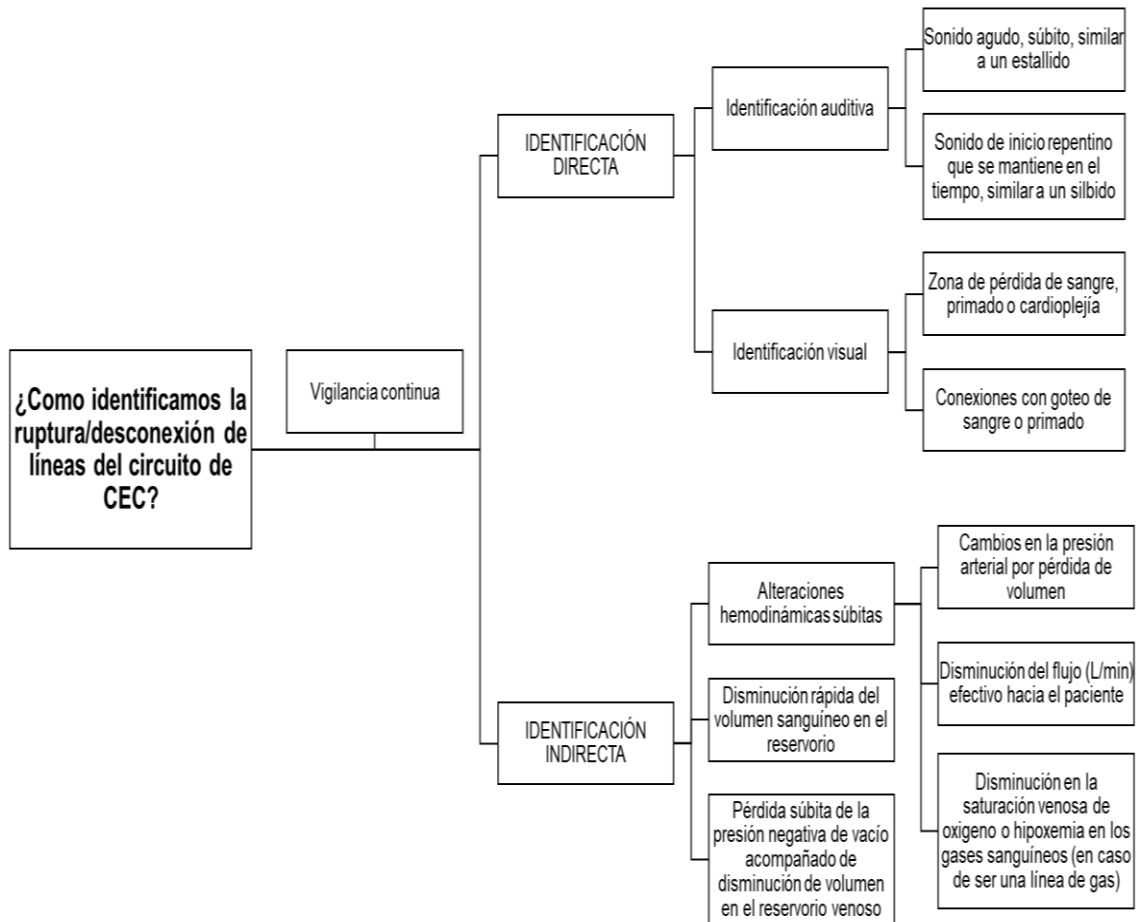 ¿Como identificamos la
ruptura/desconexión de
líneas del circuito de
CEC?
Vigilancia continua
IDENTIFICACIÓN
DIRECTA
Identificación auditiva
Sonido agudo, súbito, similar
a un estallido
Sonido de inicio repentino
que se mantiene en el
tiempo, similar a un silbido
Identificación visual
Zona de pérdida de sangre,
primado o cardioplejía
Conexiones con goteo de
sangre o primado
IDENTIFICACIÓN
INDIRECTA
Alteraciones
hemodinámicas súbitas
Cambios en la presión
arterial por pérdida de
volumen
Disminución del flujo (L/min)
efectivo hacia el paciente
Disminución en la
saturación venosa de
oxigeno o hipoxemia en los
gases sanguíneos (en caso
de ser una línea de gas)
Disminución rápida del
volumen sanguíneo en el
reservorio
Pérdida súbita de la
presión negativa de vacío
acompañado de
disminución de volumen
en el reservorio venoso